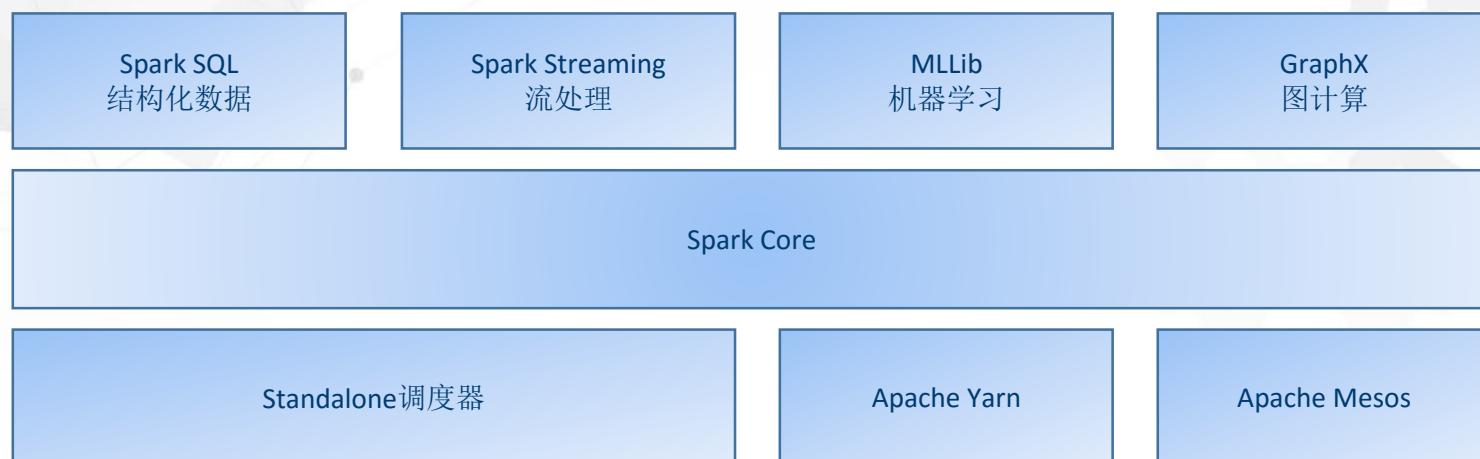 Spark SQL
结构化数据
Spark Streaming
流处理
MLLib
机器学习
GraphX
图计算
Spark Core
Standalone调度器
Apache Yarn
Apache Mesos